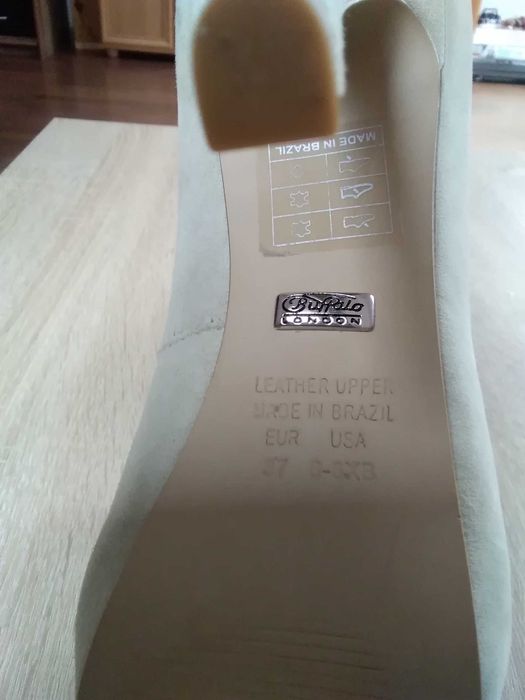 MADE IN BRAZIL
Buffalo
LONDON
LEATHER UPPER
MADE IN BRAZIL
EUR USA
37